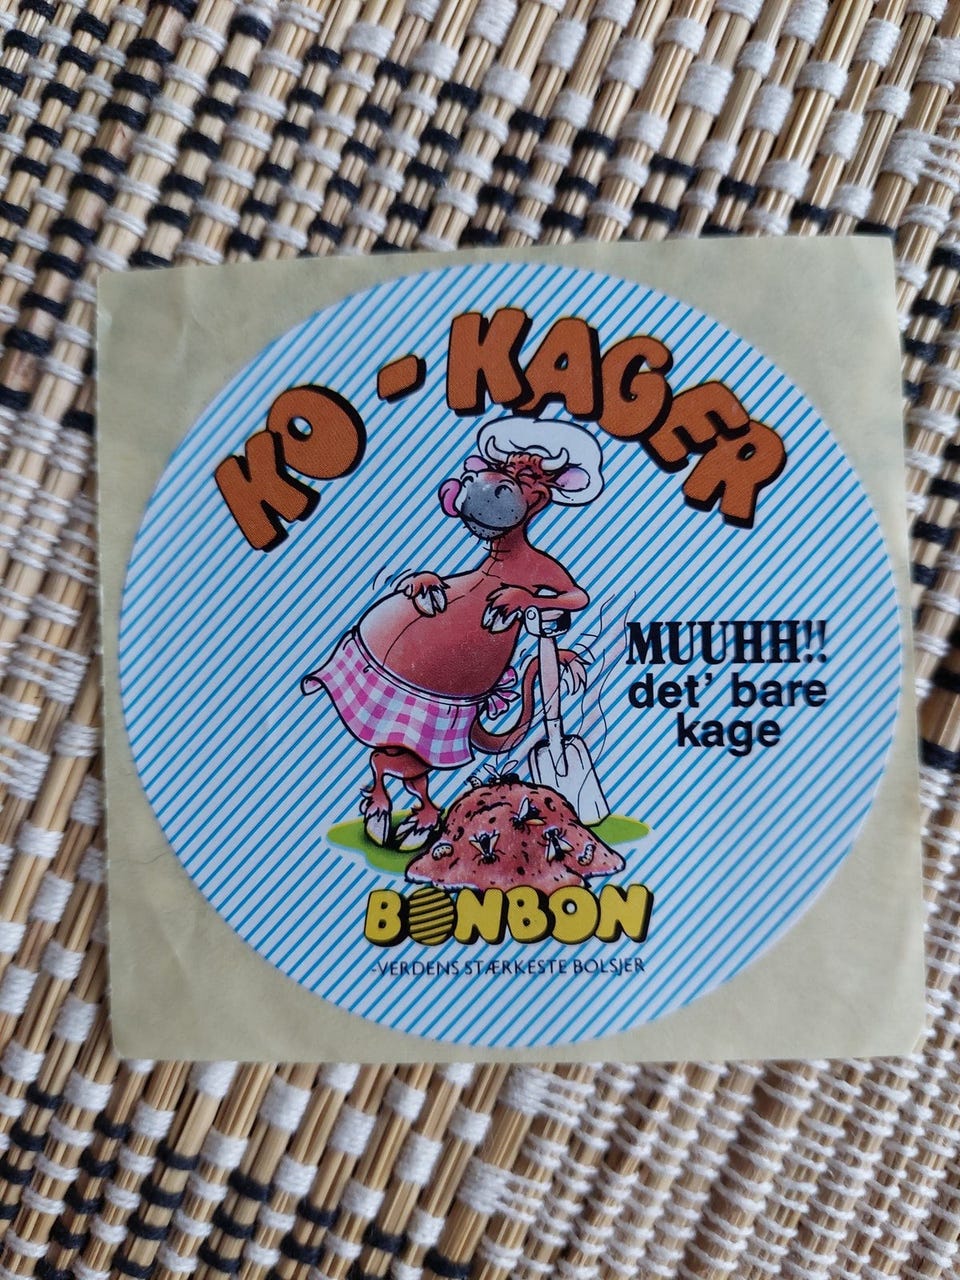 KO-KAGER
MUUHH!!
det' bare
kage
BONBON
-VERDENS STÆRKESTE BOLSJER